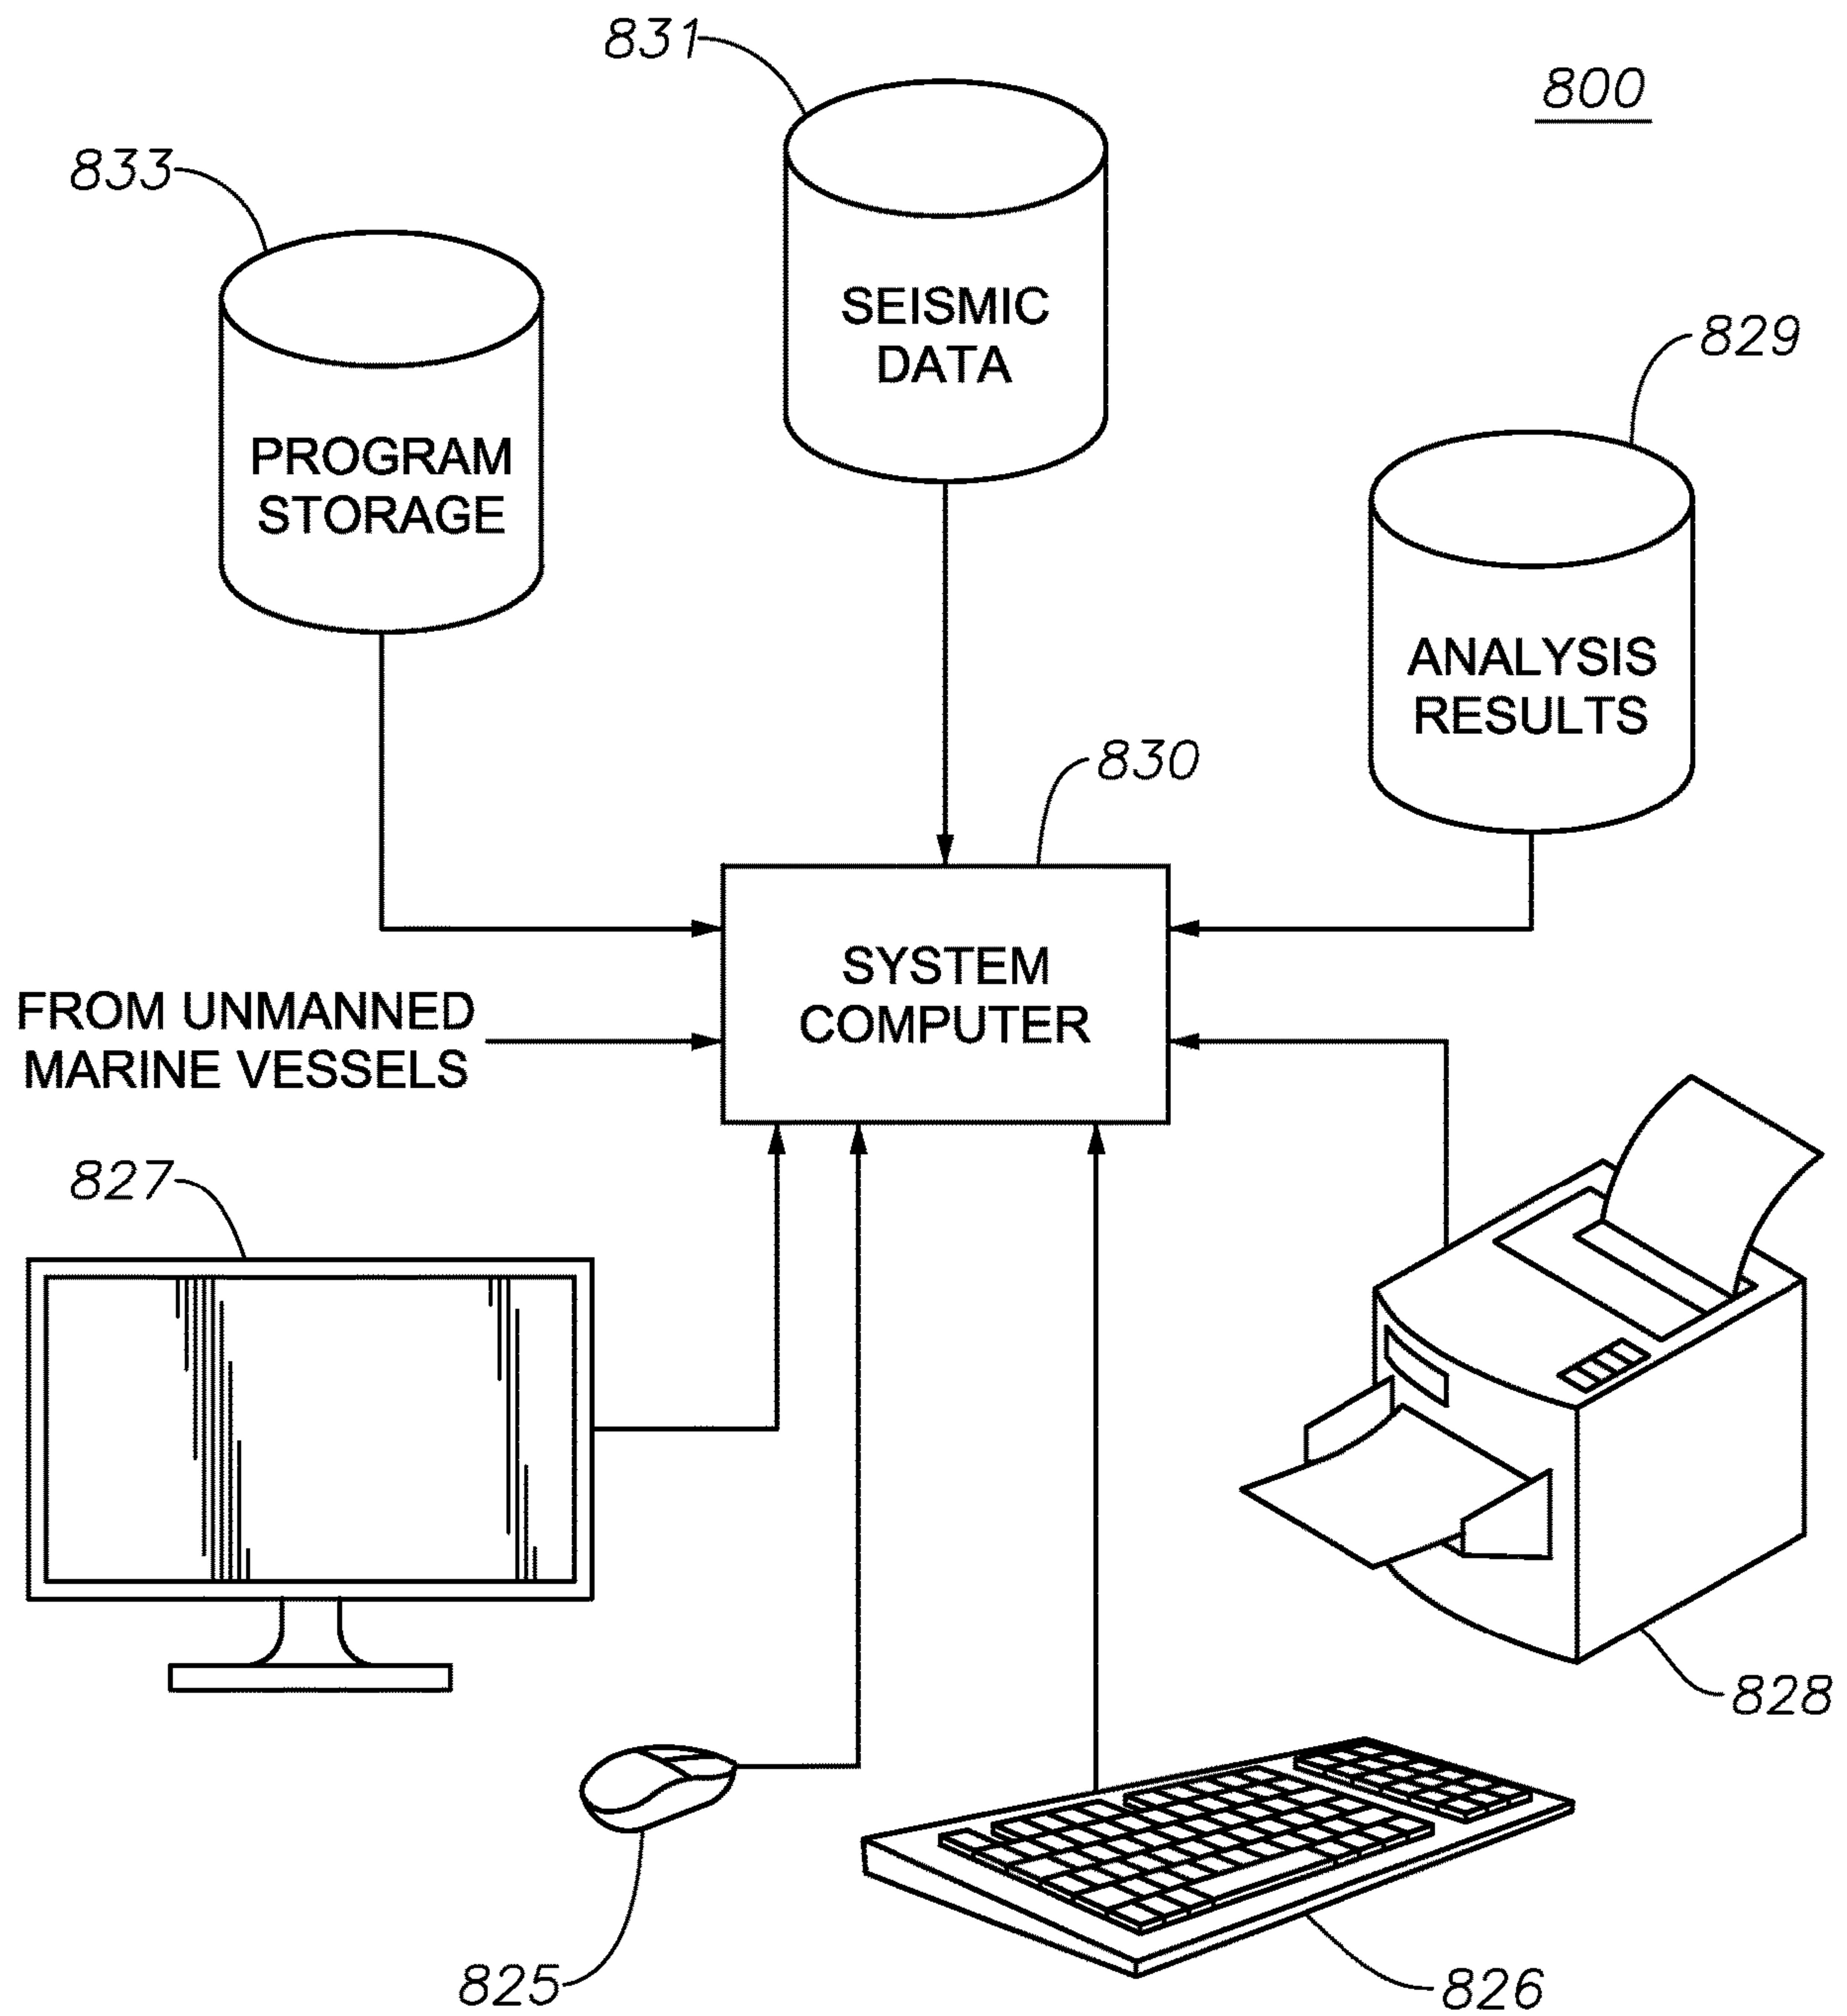 831
800
833
SEISMIC
DATA
829
PROGRAM
STORAGE
ANALYSIS
RESULTS
830
SYSTEM
COMPUTER
FROM UNMANNED
MARINE VESSELS
827
828
825
826